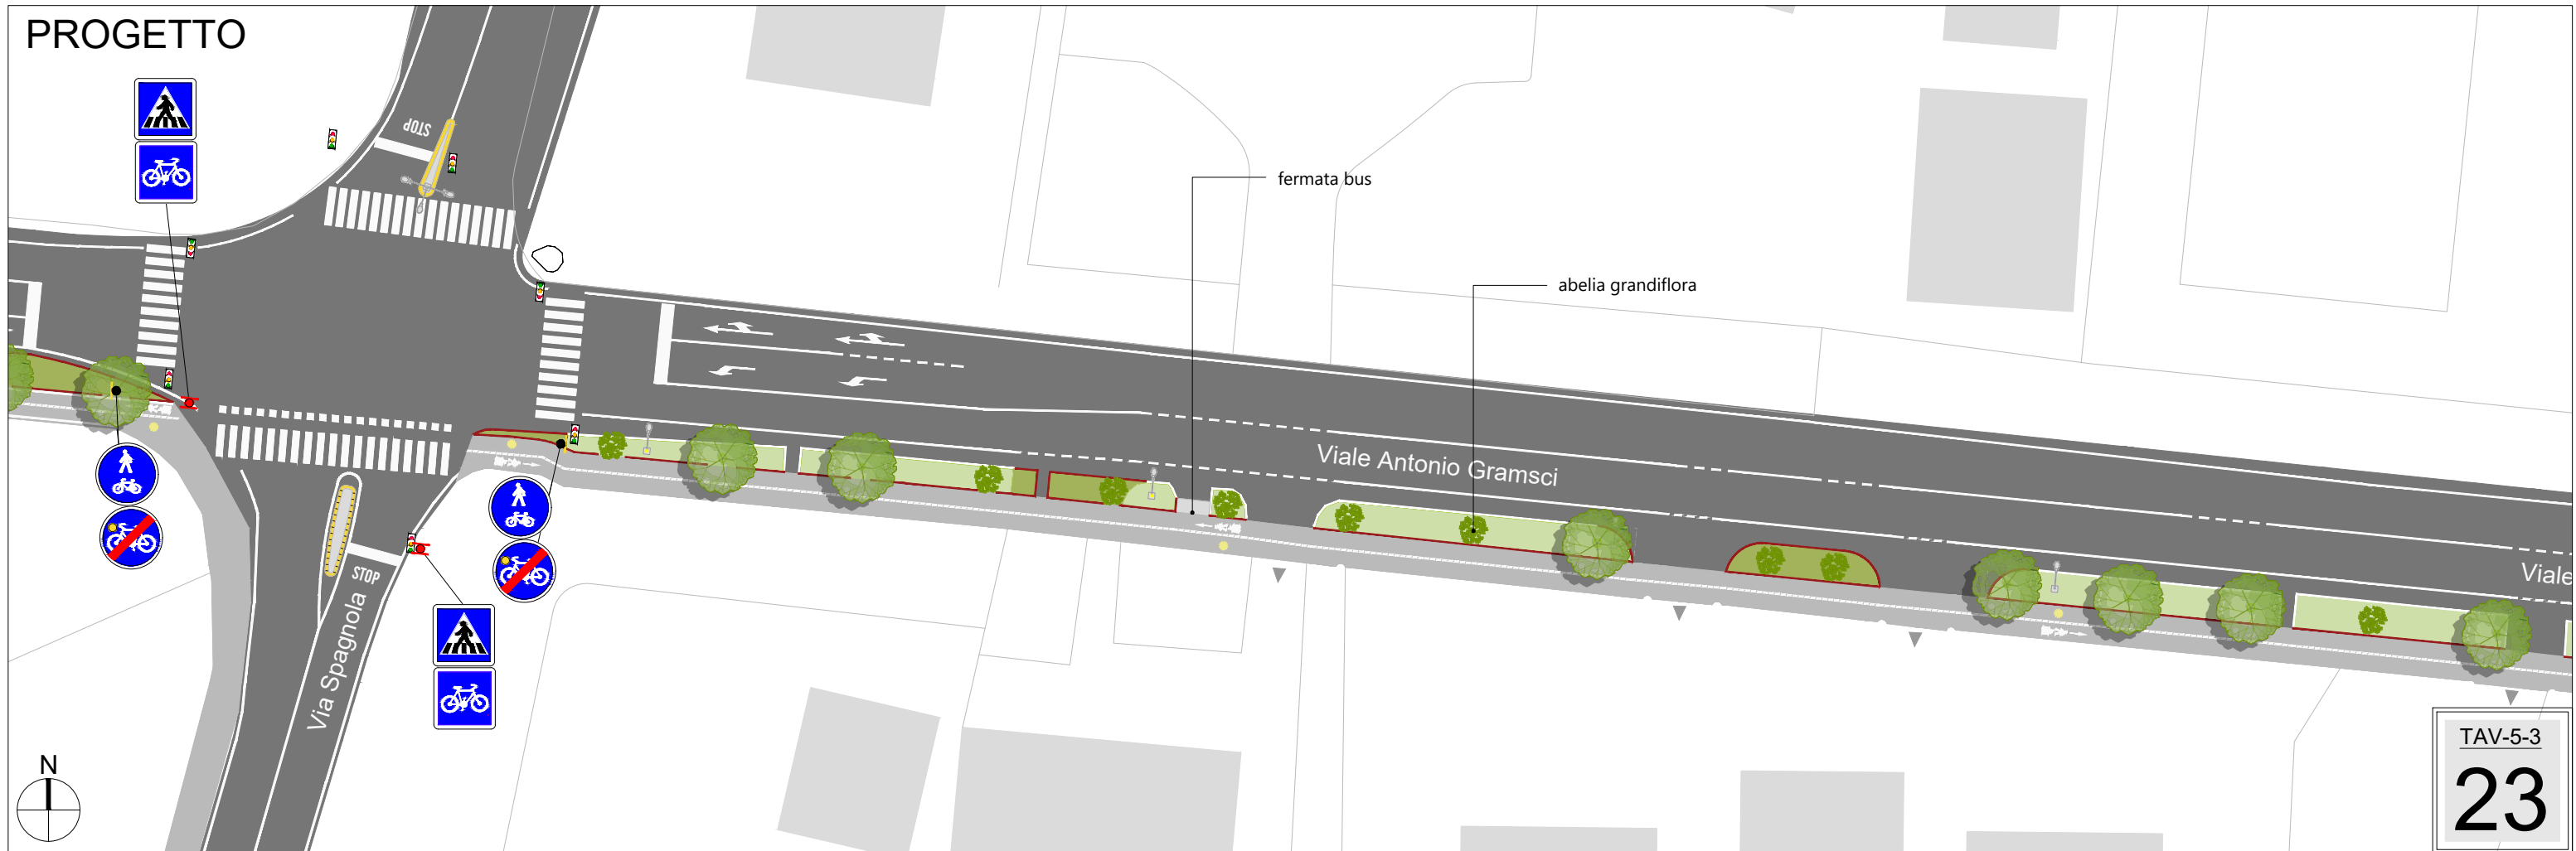 PROGETTO
STOP
fermata bus
abelia grandiflora
Viale Antonio Gramsci
Viale
STOP
Via Spagnola
N
TAV-5-3
23